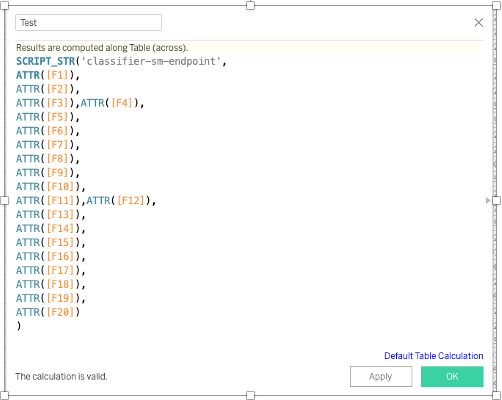 Test
Results are computed along Table (across).
SCRIPT_STR('classifier-sm-endpoint',
ATTR([F1]),
ATTR([F2]),
ATTR([F3]),ATTR([F4]),
ATTR([F5]),
ATTR([F6]),
ATTR([F7]),
ATTR([F8]),
ATTR([F9]),
ATTR([F10]),
ATTR([F11]),ATTR([F12]),
ATTR([F13]),
ATTR([F14]),
ATTR([F15]),
ATTR([F16]),
ATTR([F17]),
ATTR([F18]),
ATTR([F19]),
ATTR([F20])
)
Default Table Calculation
The calculation is valid.
Apply
OK